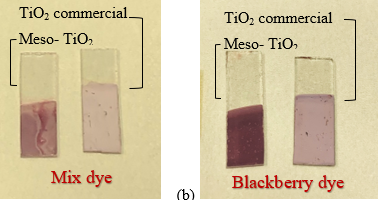 TiO2 commercial
Meso- TiO2
Mix dye
(b)
TiO2 commercial
Meso- TiO2
Blackberry dye